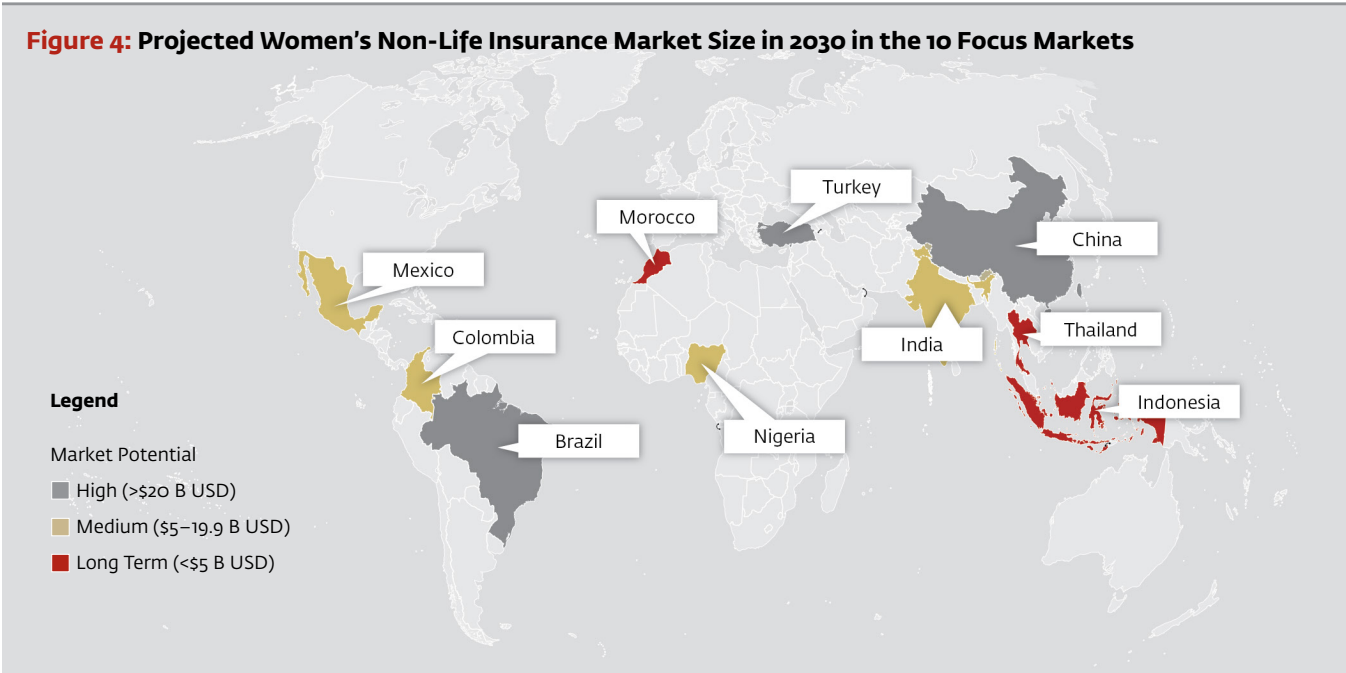 Figure 4: Projected Women’s Non-Life Insurance Market Size in 2030 in the 10 Focus Markets
Turkey
Morocco
China
Mexico
Thailand
Colombia
India
Indonesia
Nigeria
Brazil
Legend
Market Potential
High (>$20 B USD)
Medium ($5–19.9 B USD)
Long Term (<$5 B USD)